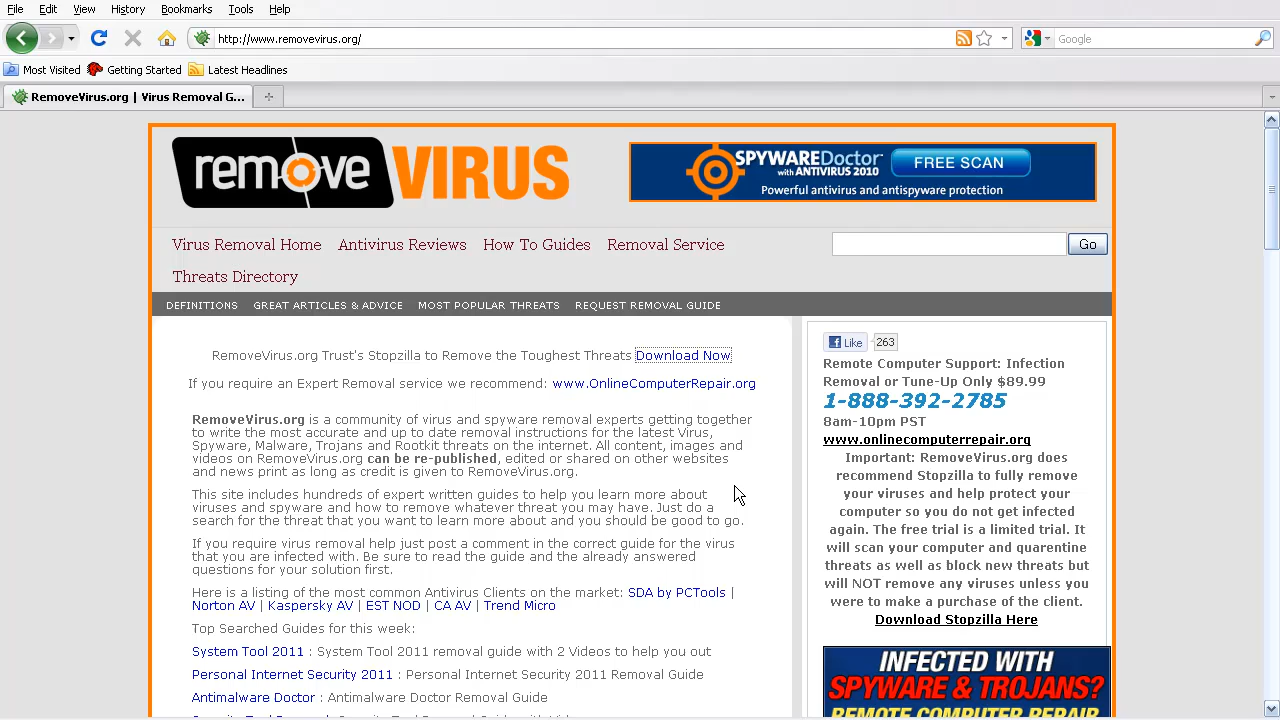 File Edit View History Bookmarks Tools Help
http://www.removevirus.org/
Google
Most Visited Getting Started Latest Headlines
RemoveVirus.org | Virus Removal G...
remove VIRUS
SPYWARE DOCTOR with ANTIVIRUS 2010 FREE SCAN
Powerful antivirus and antispyware protection
Virus Removal Home Antivirus Reviews How To Guides Removal Service
Go
Threats Directory
DEFINITIONS GREAT ARTICLES & ADVICE MOST POPULAR THREATS REQUEST REMOVAL GUIDE
RemoveVirus.org Trust's Stopzilla to Remove the Toughest Threats Download Now
If you require an Expert Removal service we recommend: www.OnlineComputerRepair.org
RemoveVirus.org is a community of virus and spyware removal experts getting together
to write the most accurate and up to date removal instructions for the latest Virus,
Spyware, Malware, Trojans and Rootkit threats on the internet. All content, images and
videos on RemoveVirus.org can be re-published, edited or shared on other websites
and news print as long as credit is given to RemoveVirus.org.
This site includes hundreds of expert written guides to help you learn more about
viruses and spyware and how to remove whatever threat you may have. Just do a
search for the threat that you want to learn more about and you should be good to go.
If you require virus removal help just post a comment in the correct guide for the virus
that you are infected with. Be sure to read the guide and the already answered
questions for your solution first.
Here is a listing of the most common Antivirus Clients on the market: SDA by PCTools |
Norton AV | Kaspersky AV | EST NOD | CA AV | Trend Micro
Top Searched Guides for this week:
System Tool 2011 : System Tool 2011 removal guide with 2 Videos to help you out
Personal Internet Security 2011 : Personal Internet Security 2011 Removal Guide
Antimalware Doctor : Antimalware Doctor Removal Guide
Like 263
Remote Computer Support: Infection
Removal or Tune-Up Only $89.99
1-888-392-2785
8am-10pm PST
www.onlinecomputerrepair.org
Important: RemoveVirus.org does
recommend Stopzilla to fully remove
your viruses and help protect your
computer so you do not get infected
again. The free trial is a limited trial. It
will scan your computer and quarentine
threats as well as block new threats but
will NOT remove any viruses unless you
were to make a purchase of the client.
Download Stopzilla Here
INFECTED WITH
SPYWARE & TROJANS?
REMOTE COMPUTER REPAIR